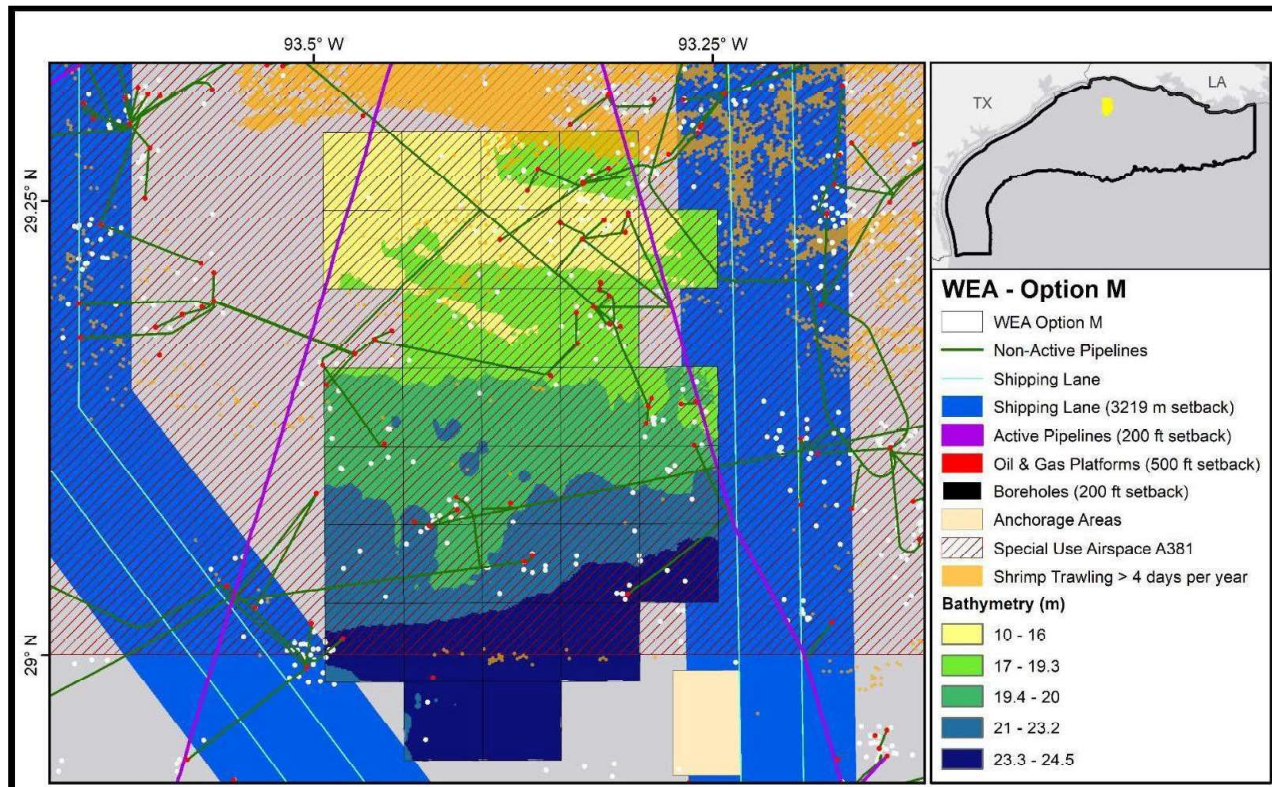 93.5° W
93.25° W
29.25° N
29° N
TX
LA
WEA - Option M
WEA Option M
Non-Active Pipelines
Shipping Lane
Shipping Lane (3219 m setback)
Active Pipelines (200 ft setback)
Oil & Gas Platforms (500 ft setback)
Boreholes (200 ft setback)
Anchorage Areas
Special Use Airspace A381
Shrimp Trawling > 4 days per year
Bathymetry (m)
10 - 16
17 - 19.3
19.4 - 20
21 - 23.2
23.3 - 24.5